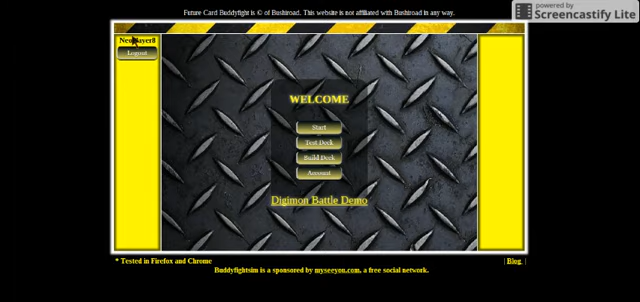 Future Card Buddyfight is © of Bushiroad. This website is not affiliated with Bushiroad in any way.
powered by
Screencastify Lite
Logout
WELCOME
Start
Test Deck
Build Deck
Account
Digimon Battle Demo
* Tested in Firefox and Chrome
| Blog |
Buddyfightsim is a sponsored by myseeyon.com, a free social network.